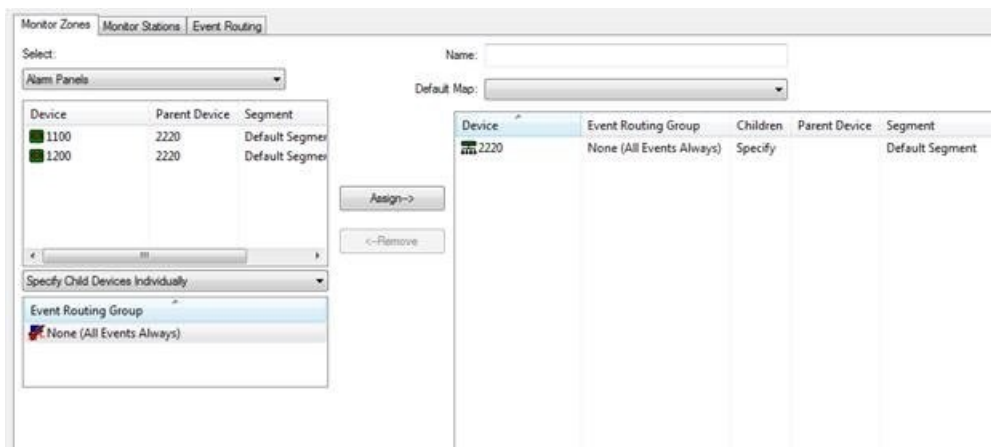 Monitor Zones Monitor Stations Event Routing
Select:
Alarm Panels
Device Parent Device Segment
1100 2220 Default Segmen
1200 2220 Default Segmen
Specify Child Devices Individually
Event Routing Group
None (All Events Always)
Assign-->
<--Remove
Name:
Default Map:
Device Event Routing Group Children Parent Device Segment
2220 None (All Events Always) Specify Default Segment